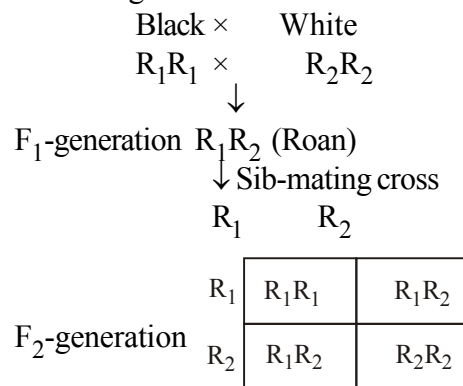 Black × White
R₁R₁ × R₂R₂
↓
F₁-generation R₁R₂ (Roan)
↓ Sib-mating cross
R₁ R₂
R₁ R₁R₁ R₁R₂
F₂-generation
R₂ R₁R₂ R₂R₂